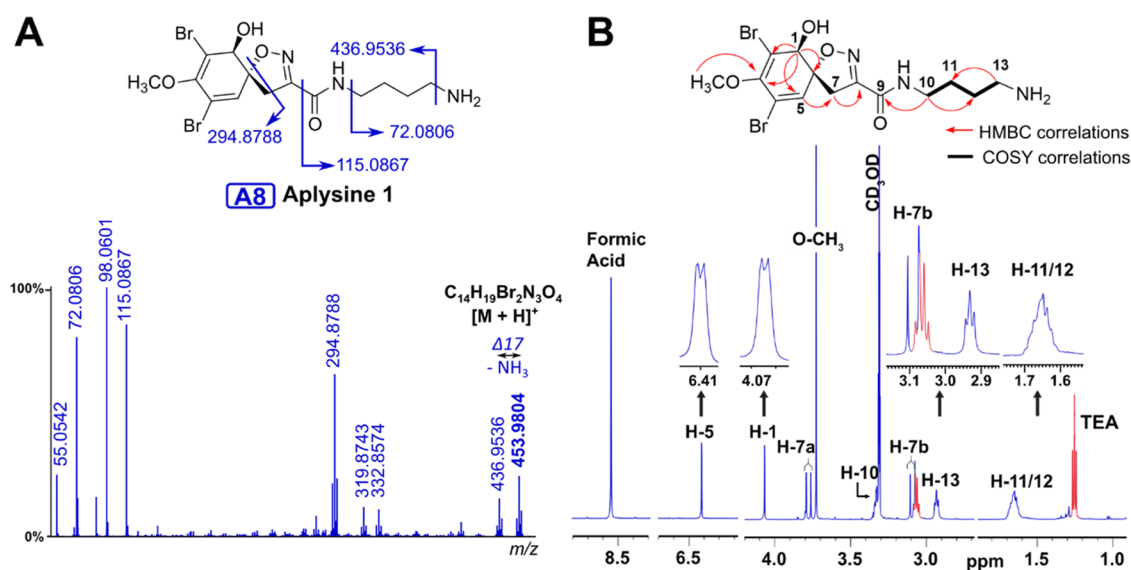 A
OH
Br
O
N
H₃CO
Br
O
H
N
NH₂
436.9536
294.8788
72.0806
115.0867
A8 Aplysine 1
100%
0%
55.0542
72.0806
98.0601
115.0867
294.8788
319.8743
332.8574
436.9536
453.9804
C₁₄H₁₉Br₂N₃O₄
[M + H]⁺
Δ17
- NH₃
m/z
B
OH
Br
1
O
N
H₃CO
5
7
Br
9
O
H
N
10
11
13
NH₂
HMBC correlations
COSY correlations
Formic
Acid
O-CH₃
CD₃OD
H-7b
H-13
H-11/12
6.41
4.07
3.1 3.0 2.9
1.7 1.6
H-5
H-1
H-7a
H-10
H-7b
H-13
H-11/12
TEA
8.5 6.5 4.0 3.5 3.0 ppm 1.5 1.0